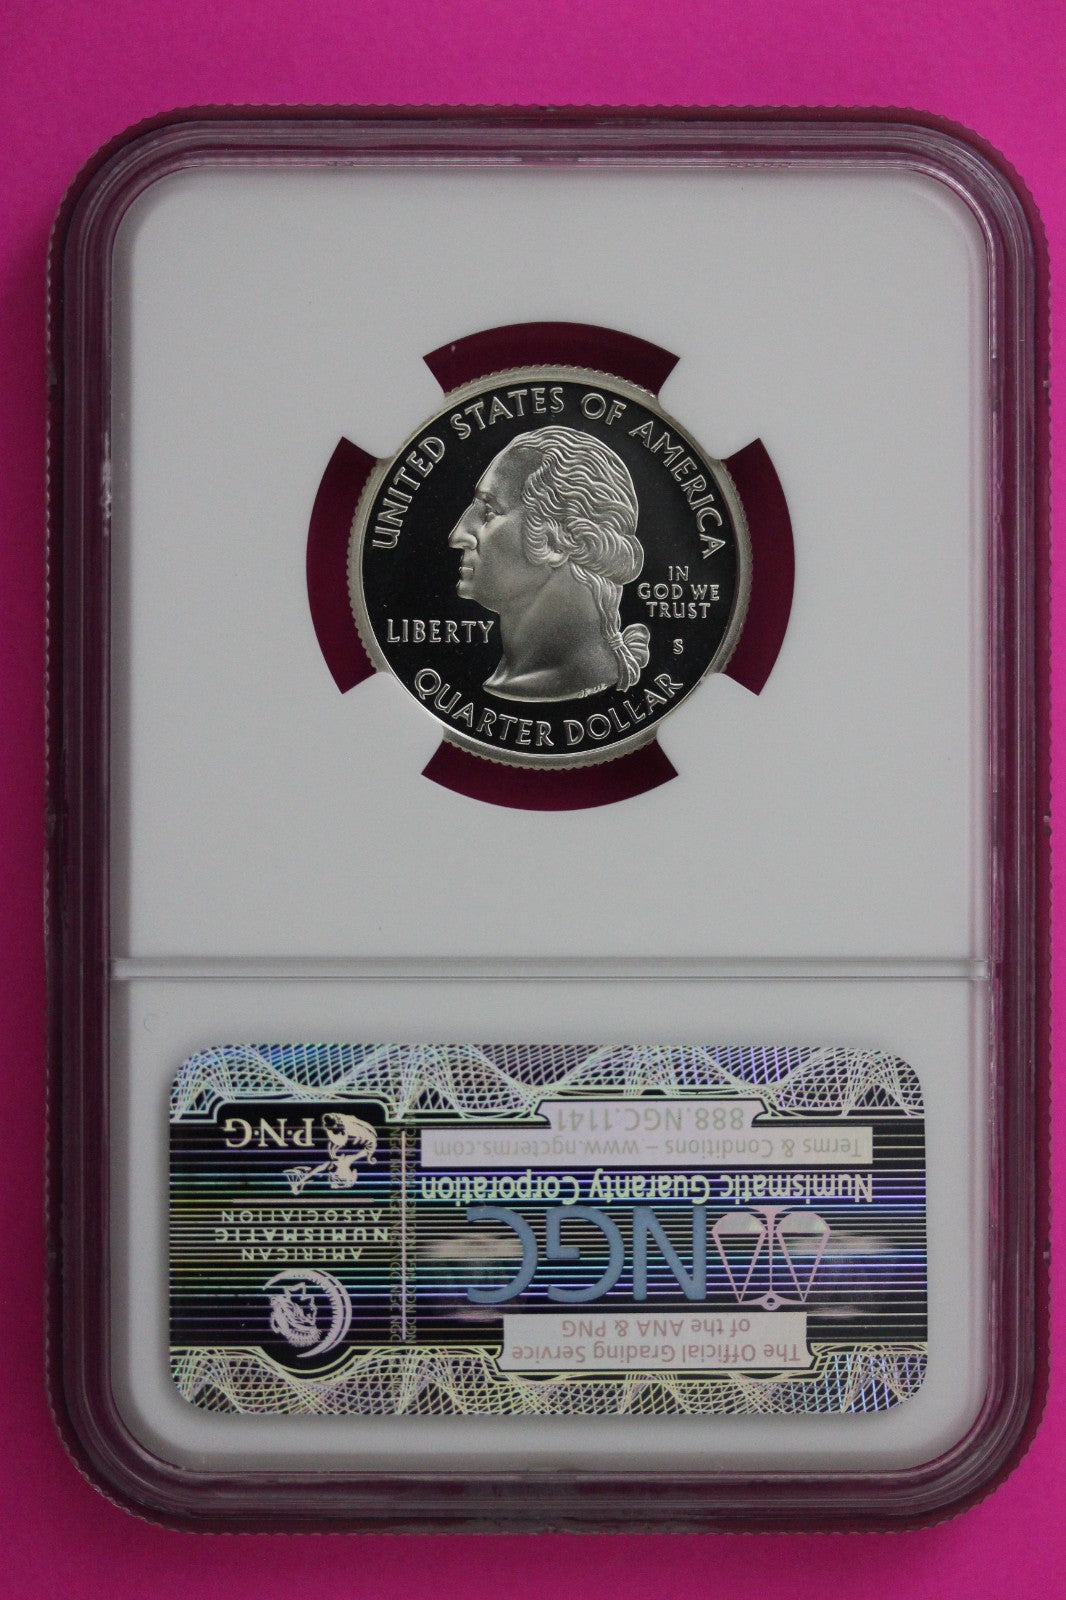 UNITED STATES OF AMERICA
IN
GOD WE
TRUST
LIBERTY
S
QUARTER DOLLAR
The Official Grading Service
of the ANA & PNG
NGC
Numismatic Guaranty Corporation
Terms & Conditions – www.ngcterms.com
888.NGC.1141
AMERICAN
NUMISMATIC
ASSOCIATION
P·N·G